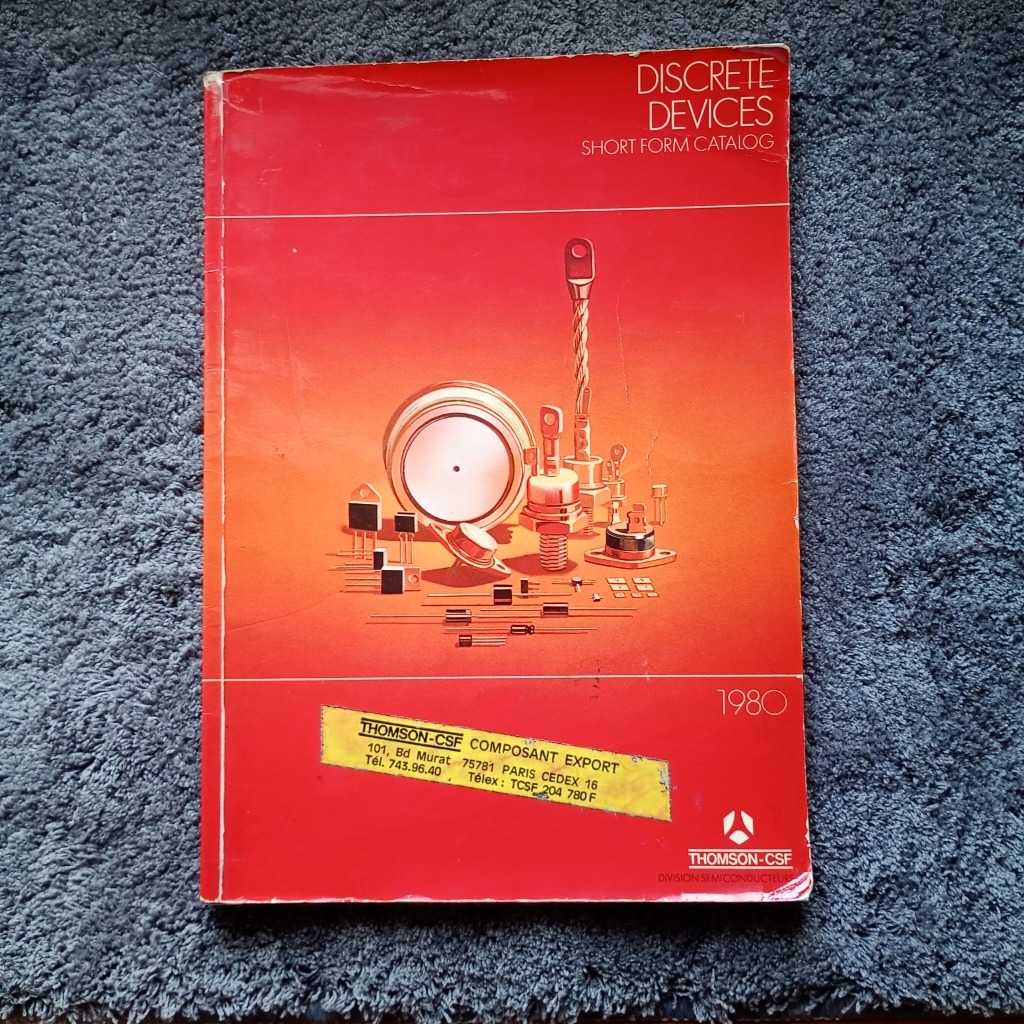 DISCRETE
DEVICES
SHORT FORM CATALOG
1980
THOMSON-CSF COMPOSANT EXPORT
101, Bd Murat 75781 PARIS CEDEX 16
Tél. 743.96.40, Télex : TCSF 204 780 F
THOMSON-CSF
DIVISION SEMICONDUCTEURS